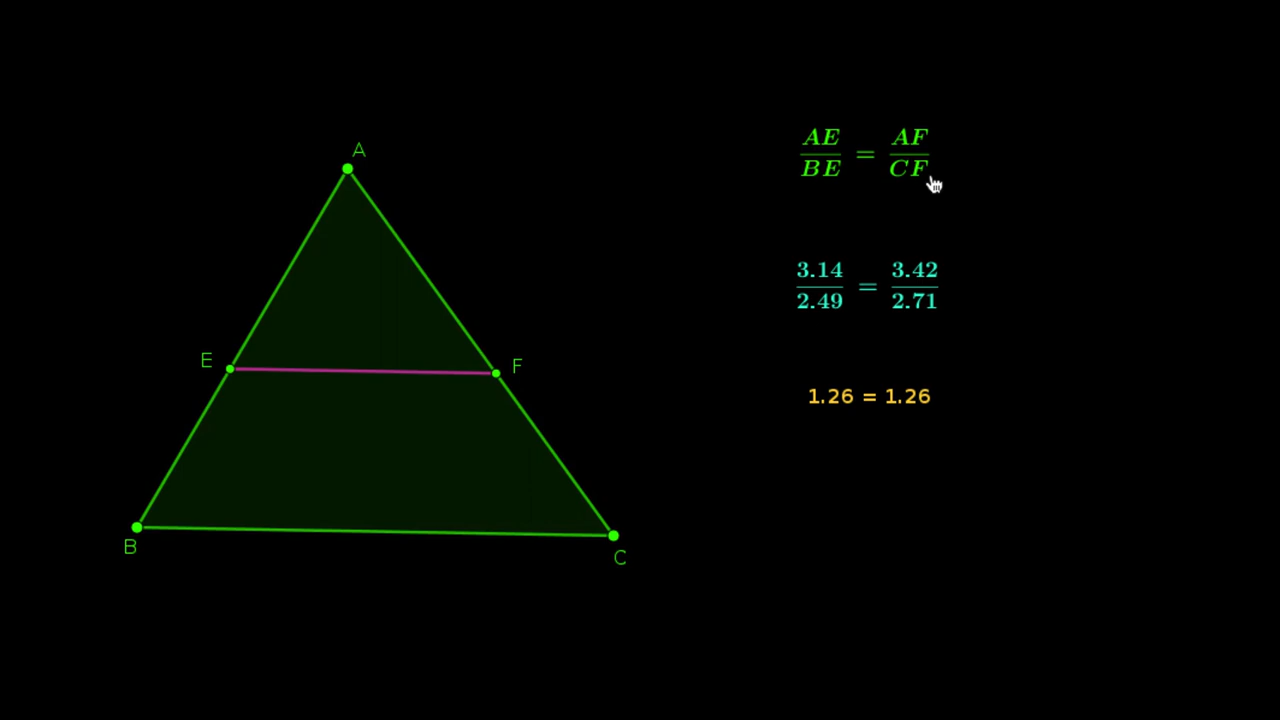 A
AE/BE = AF/CF
3.14/2.49 = 3.42/2.71
E F
1.26 = 1.26
B
C